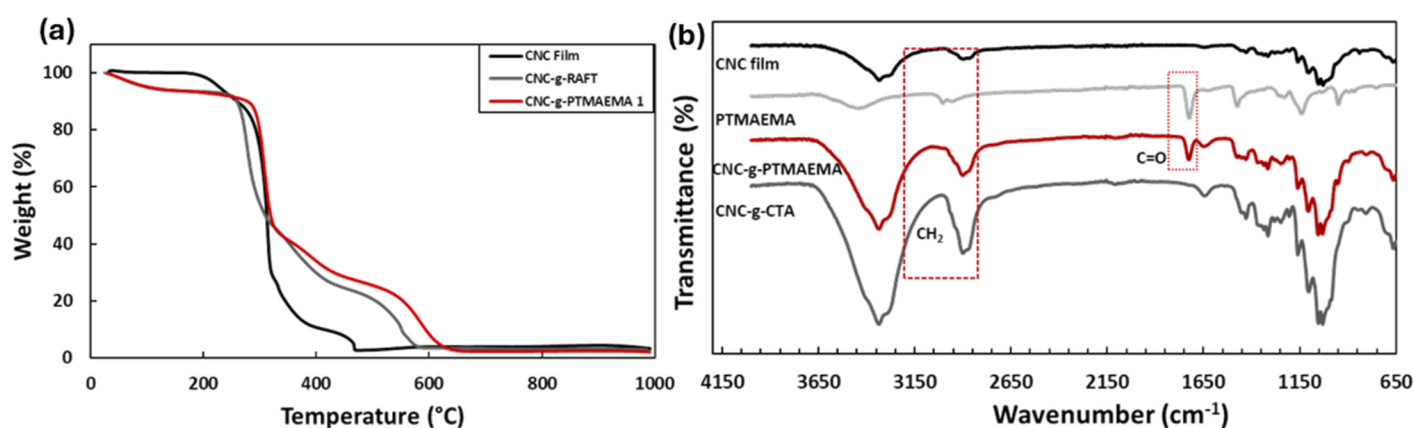 (a)
CNC Film
CNC-g-RAFT
CNC-g-PTMAEMA 1
100
80
60
40
20
0
Weight (%)
0 200 400 600 800 1000
Temperature (°C)
(b)
CNC film
PTMAEMA
CNC-g-PTMAEMA
C=O
CNC-g-CTA
CH₂
Transmittance (%)
4150 3650 3150 2650 2150 1650 1150 650
Wavenumber (cm⁻¹)